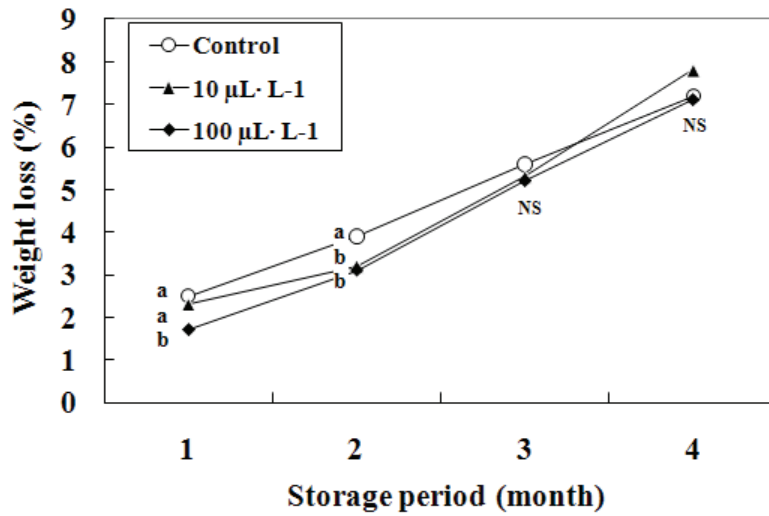 Weight loss (%)
9
8
7
6
5
4
3
2
1
0
Control
10 μL· L-1
100 μL· L-1
a
a
b
a
b
b
NS
NS
1 2 3 4
Storage period (month)